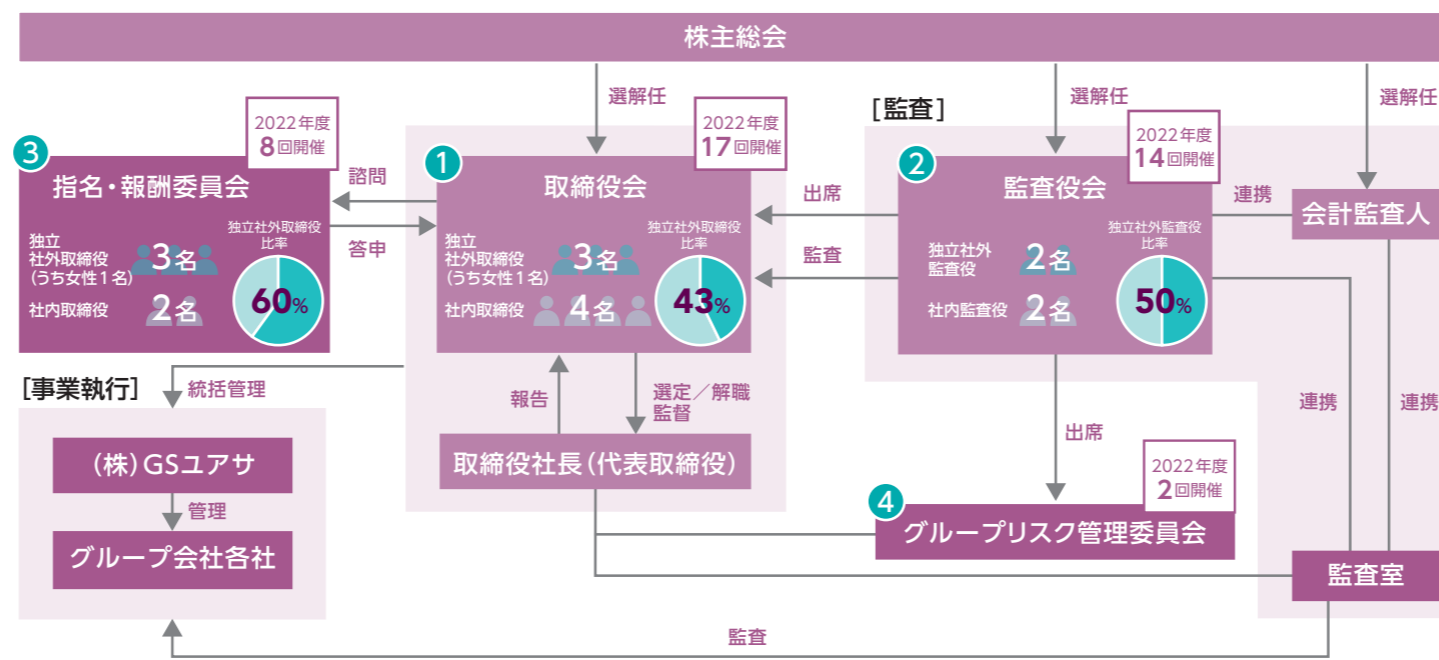 株主総会
選解任
選解任
選解任
[監査]
3
2022年度
8回開催
指名・報酬委員会
独立
社外取締役
(うち女性1名)
3名
社内取締役
2名
独立社外取締役
比率
60%
諮問
答申
1
2022年度
17回開催
取締役会
独立
社外取締役
(うち女性1名)
3名
社内取締役
4名
独立社外取締役
比率
43%
出席
監査
2
2022年度
14回開催
監査役会
独立社外
監査役
2名
社内監査役
2名
独立社外監査役
比率
50%
連携
会計監査人
[事業執行]
統括管理
(株)GSユアサ
管理
グループ会社各社
報告
選定／解職
監督
取締役社長(代表取締役)
出席
連携
連携
4
2022年度
2回開催
グループリスク管理委員会
監査室
監査